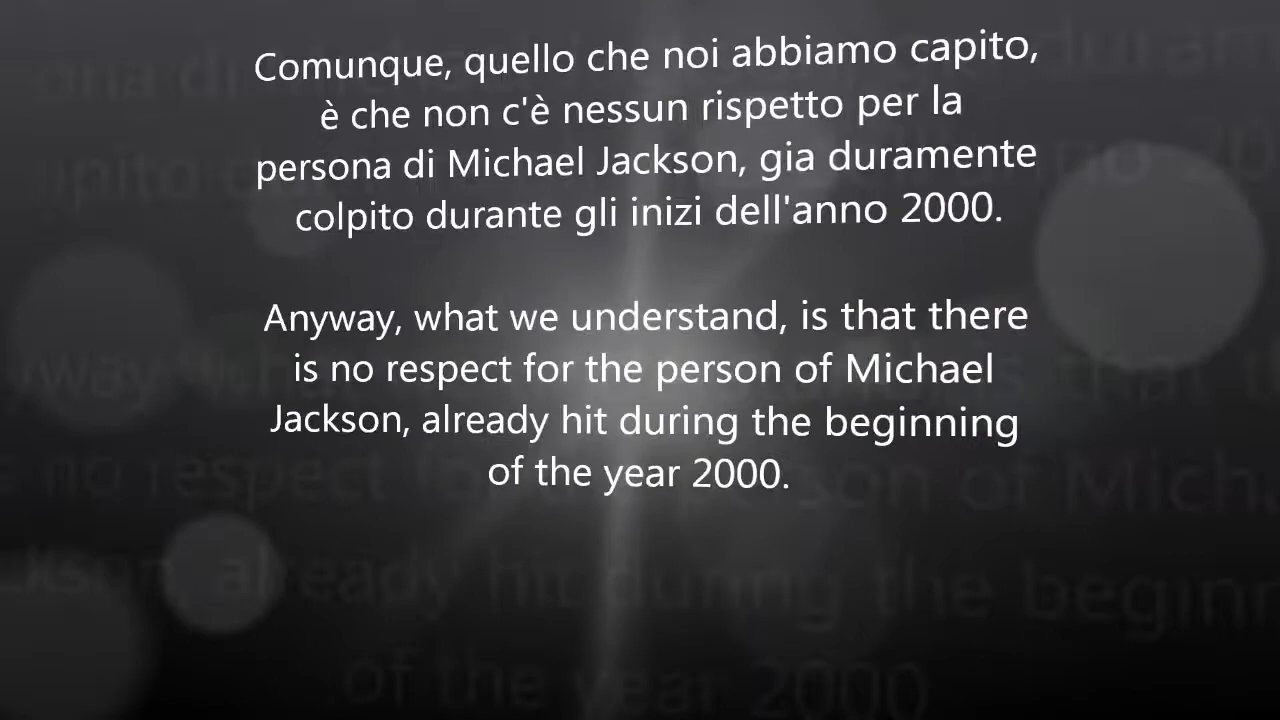 Comunque, quello che noi abbiamo capito,
è che non c'è nessun rispetto per la
persona di Michael Jackson, gia duramente
colpito durante gli inizi dell'anno 2000.
Anyway, what we understand, is that there
is no respect for the person of Michael
Jackson, already hit during the beginning
of the year 2000.